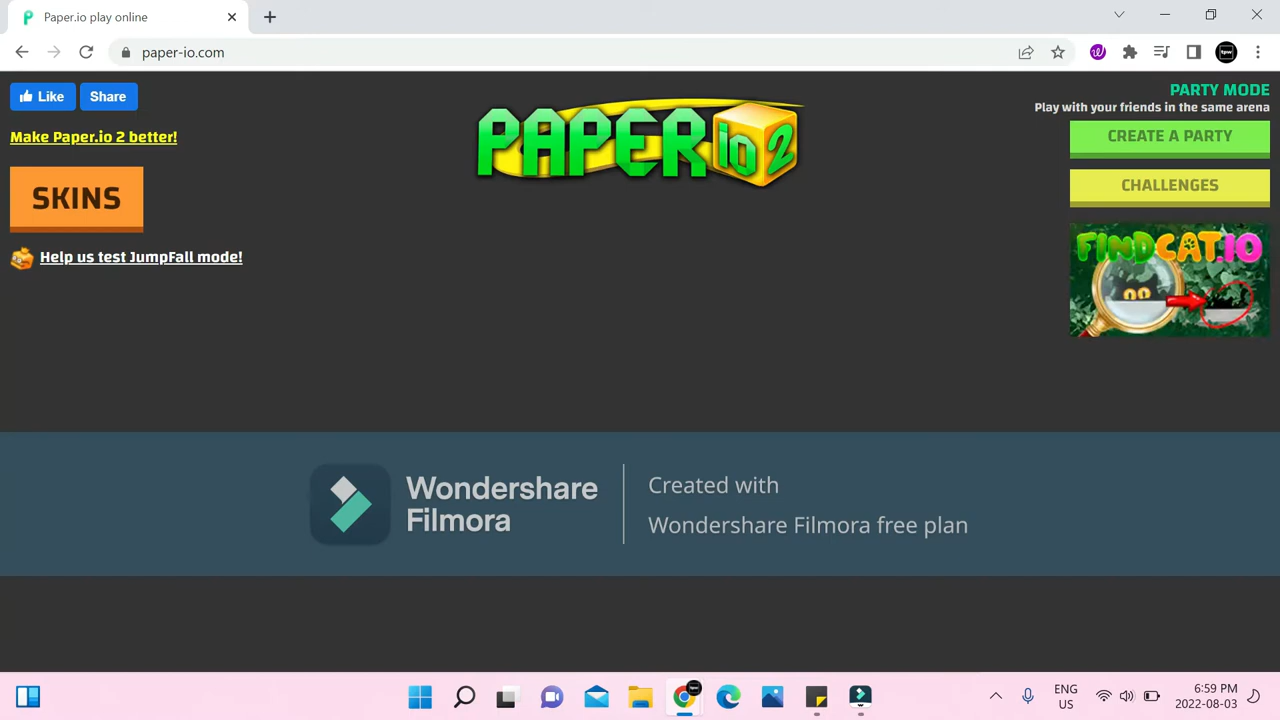 Paper.io play online
paper-io.com
tpw
Like
Share
Make Paper.io 2 better!
SKINS
Help us test JumpFall mode!
PAPER io 2
PARTY MODE
Play with your friends in the same arena
CREATE A PARTY
CHALLENGES
FINDCAT.IO
Wondershare
Filmora
Created with
Wondershare Filmora free plan
tpw
ENG
US
6:59 PM
2022-08-03